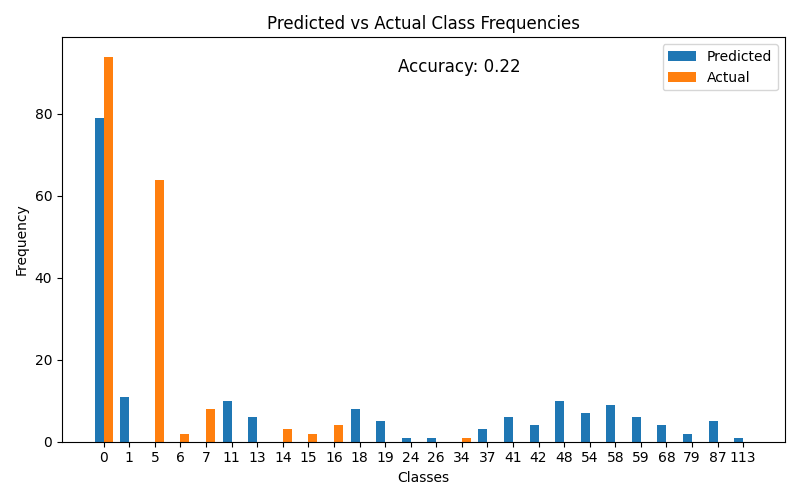 Predicted vs Actual Class Frequencies
Accuracy: 0.22
Predicted
Actual
Frequency
80
60
40
20
0
0 1 5 6 7 11 13 14 15 16 18 19 24 26 34 37 41 42 48 54 58 59 68 79 87 113
Classes